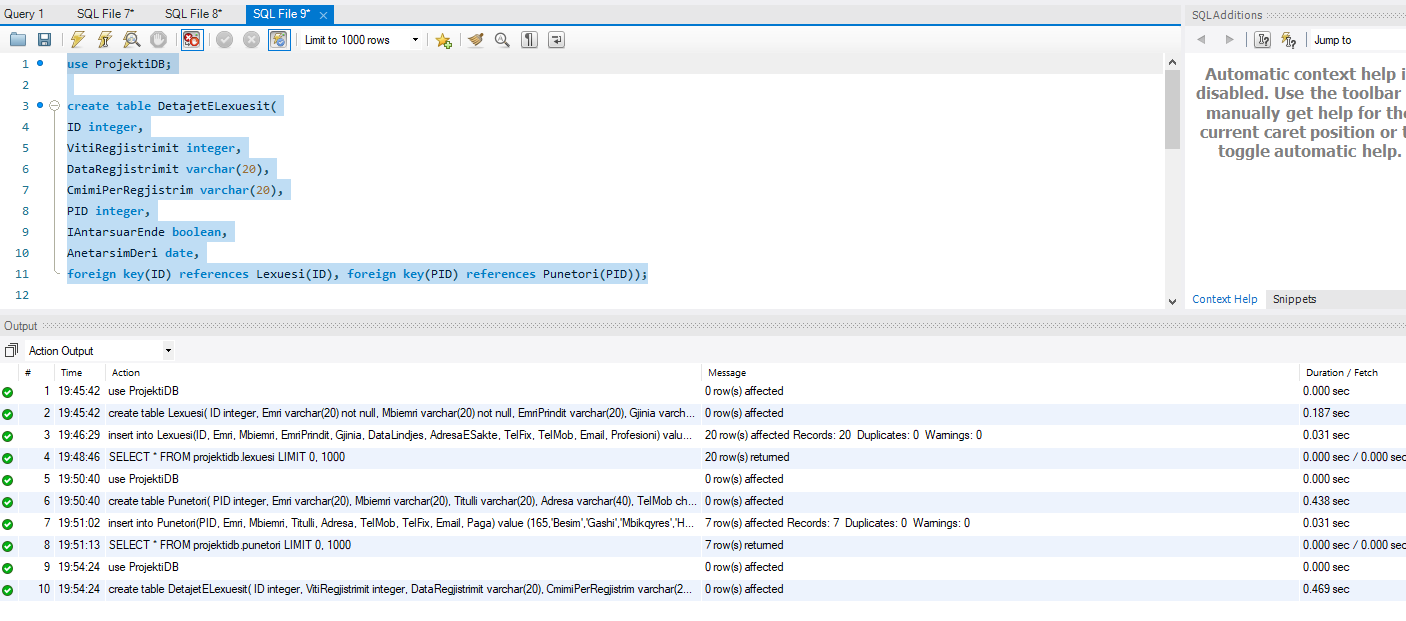 Query 1 SQL File 7* SQL File 8* SQL File 9* ×
SQLAdditions
Limit to 1000 rows
Jump to
1 use ProjektiDB;
2
3 create table DetajetELexuesit(
4 ID integer,
5 VitiRegjistrimit integer,
6 DataRegjistrimit varchar(20),
7 CmimiPerRegjistrim varchar(20),
8 PID integer,
9 IAntarsuarEnde boolean,
10 AnetarsimDeri date,
11 foreign key(ID) references Lexuesi(ID), foreign key(PID) references Punetori(PID));
12
Automatic context help i
disabled. Use the toolbar
manually get help for the
current caret position or t
toggle automatic help.
Context Help Snippets
Output
Action Output
# Time Action Message Duration / Fetch
1 19:45:42 use ProjektiDB 0 row(s) affected 0.000 sec
2 19:45:42 create table Lexuesi( ID integer, Emri varchar(20) not null, Mbiemri varchar(20) not null, EmriPrindit varchar(20), Gjinia varch... 0 row(s) affected 0.187 sec
3 19:46:29 insert into Lexuesi(ID, Emri, Mbiemri, EmriPrindit, Gjinia, DataLindjes, AdresaESakte, TelFix, TelMob, Email, Profesioni) valu... 20 row(s) affected Records: 20 Duplicates: 0 Warnings: 0 0.031 sec
4 19:48:46 SELECT * FROM projektidb.lexuesi LIMIT 0, 1000 20 row(s) returned 0.000 sec / 0.000 sec
5 19:50:40 use ProjektiDB 0 row(s) affected 0.000 sec
6 19:50:40 create table Punetori( PID integer, Emri varchar(20), Mbiemri varchar(20), Titulli varchar(20), Adresa varchar(40), TelMob ch... 0 row(s) affected 0.438 sec
7 19:51:02 insert into Punetori(PID, Emri, Mbiemri, Titulli, Adresa, TelMob, TelFix, Email, Paga) value (165,'Besim','Gashi','Mbikqyres','H... 7 row(s) affected Records: 7 Duplicates: 0 Warnings: 0 0.031 sec
8 19:51:13 SELECT * FROM projektidb.punetori LIMIT 0, 1000 7 row(s) returned 0.000 sec / 0.000 sec
9 19:54:24 use ProjektiDB 0 row(s) affected 0.000 sec
10 19:54:24 create table DetajetELexuesit( ID integer, VitiRegjistrimit integer, DataRegjistrimit varchar(20), CmimiPerRegjistrim varchar(2... 0 row(s) affected 0.469 sec